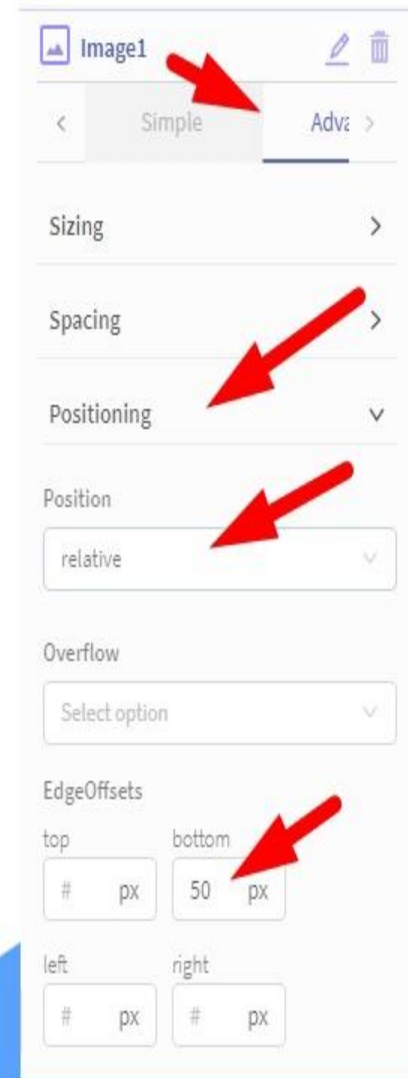 Image1
Simple Adva
Sizing
Spacing
Positioning
Position
relative
Overflow
Select option
EdgeOffsets
top bottom
# px 50 px
left right
# px # px